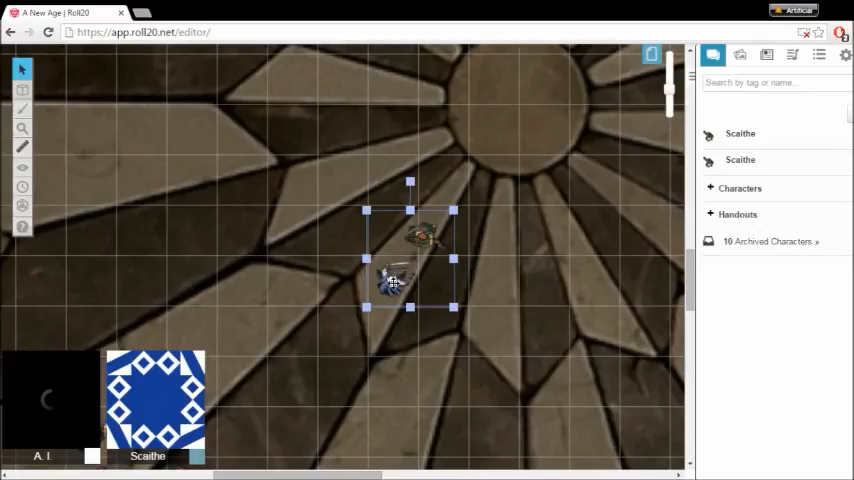 A New Age | Roll20
Artificial
https://app.roll20.net/editor/
Search by tag or name...
Scaithe
Scaithe
Characters
Handouts
10 Archived Characters »
A. I.
Scaithe